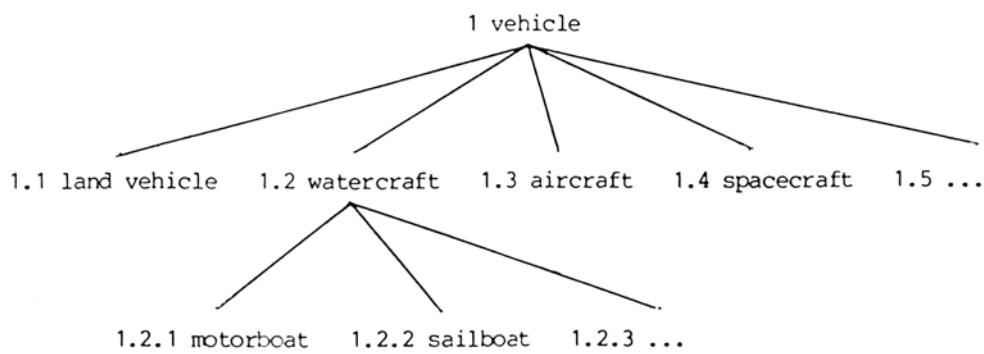 1 vehicle
1.1 land vehicle 1.2 watercraft 1.3 aircraft 1.4 spacecraft 1.5 ...
1.2.1 motorboat 1.2.2 sailboat 1.2.3 ...